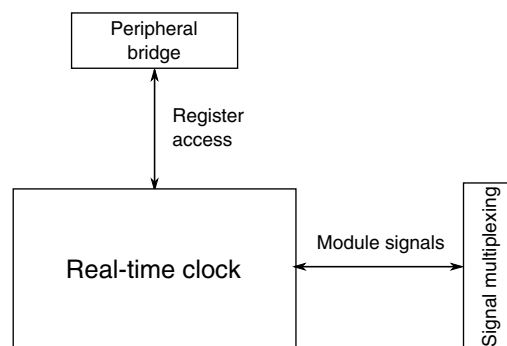 Peripheral
bridge
Register
access
Real-time clock
Module signals
Signal multiplexing